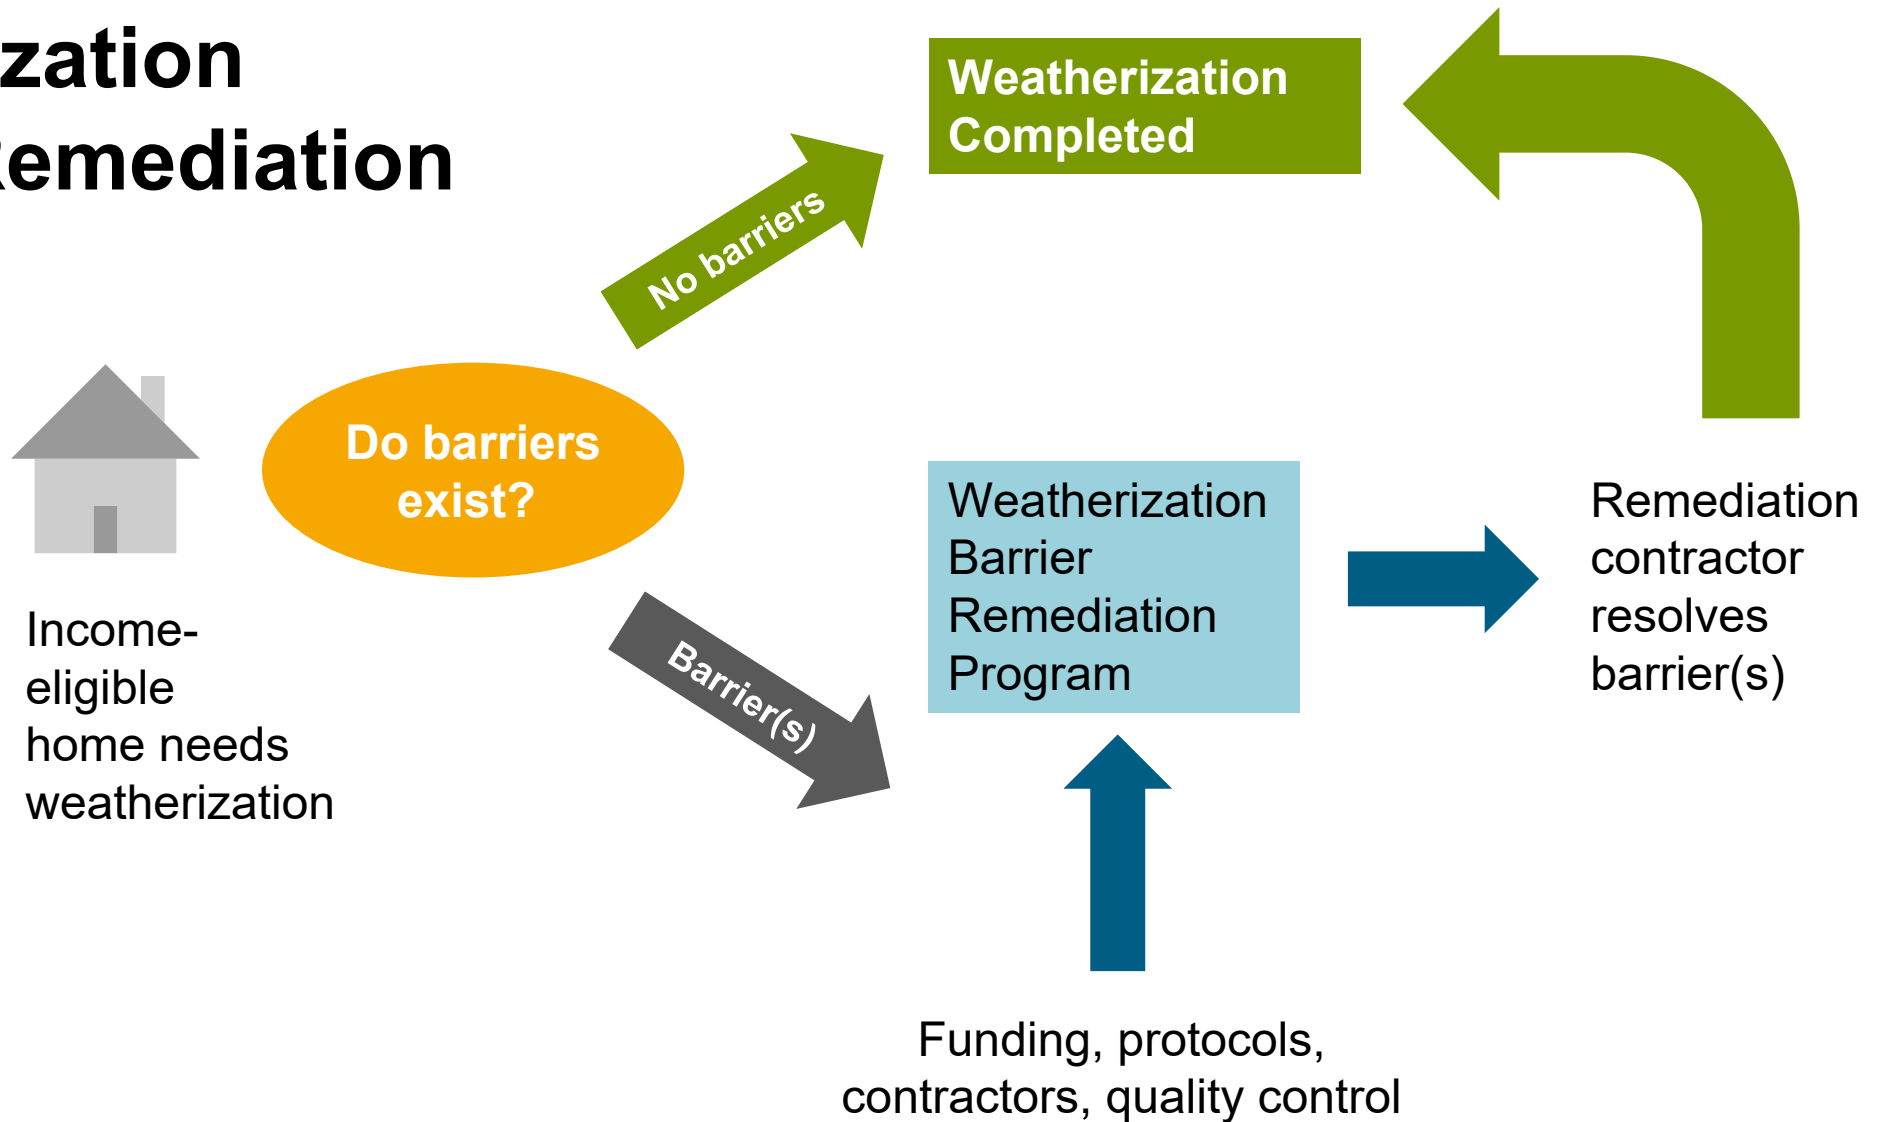 zation
emediation
Weatherization
Completed
No barriers
Do barriers
exist?
Income-
eligible
home needs
weatherization
Barrier(s)
Weatherization
Barrier
Remediation
Program
Remediation
contractor
resolves
barrier(s)
Funding, protocols,
contractors, quality control